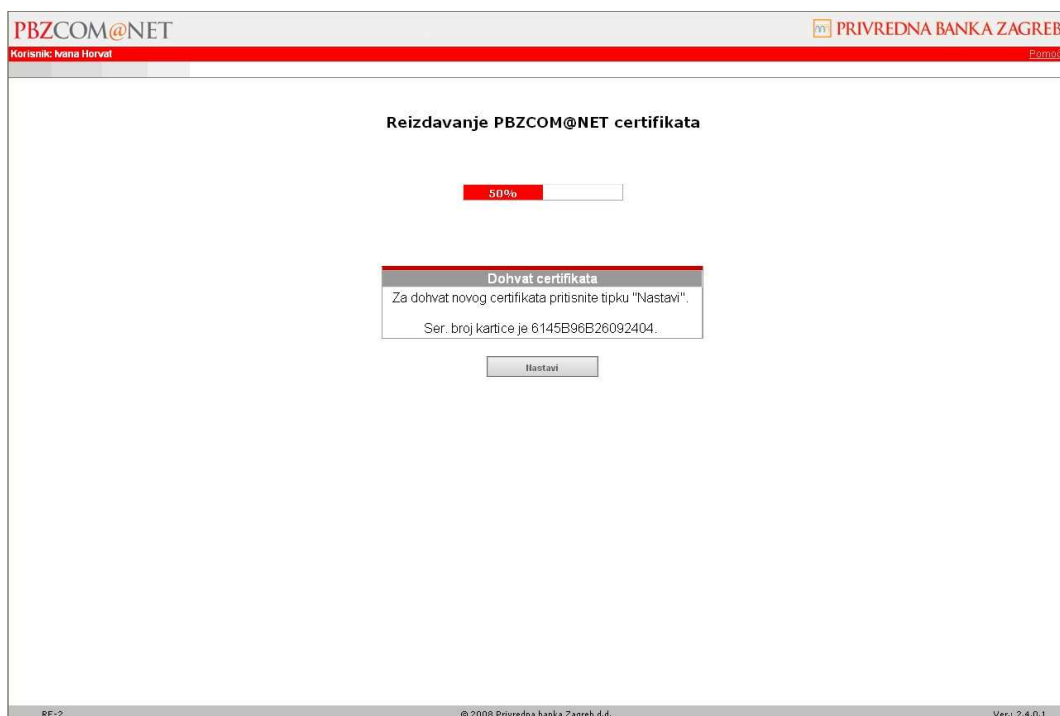 PBZCOM@NET
PRIVREDNA BANKA ZAGREB
Korisnik: Ivana Horvat
Pomoć
Reizdavanje PBZCOM@NET certifikata
50%
Dohvat certifikata
Za dohvat novog certifikata pritisnite tipku "Nastavi".
Ser. broj kartice je 6145B96B26092404.
Nastavi
RE-2
© 2008 Privredna banka Zagreb d.d.
Ver.: 2.4.0.1